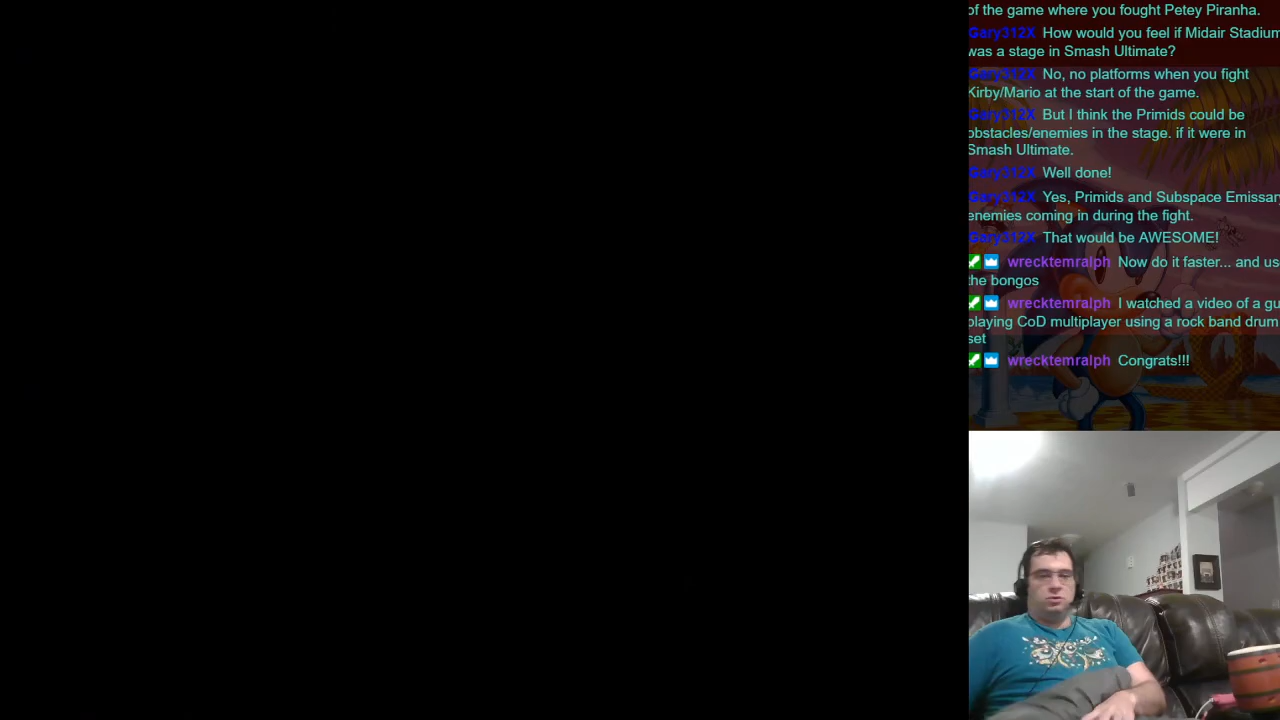 of the game where you fought Petey Piranha.
Gary312X How would you feel if Midair Stadium
was a stage in Smash Ultimate?
Gary312X No, no platforms when you fight
Kirby/Mario at the start of the game.
Gary312X But I think the Primids could be
obstacles/enemies in the stage. if it were in
Smash Ultimate.
Gary312X Well done!
Gary312X Yes, Primids and Subspace Emissary
enemies coming in during the fight.
Gary312X That would be AWESOME!
wrecktemralph Now do it faster... and us
the bongos
wrecktemralph I watched a video of a gu
playing CoD multiplayer using a rock band drum
set
wrecktemralph Congrats!!!